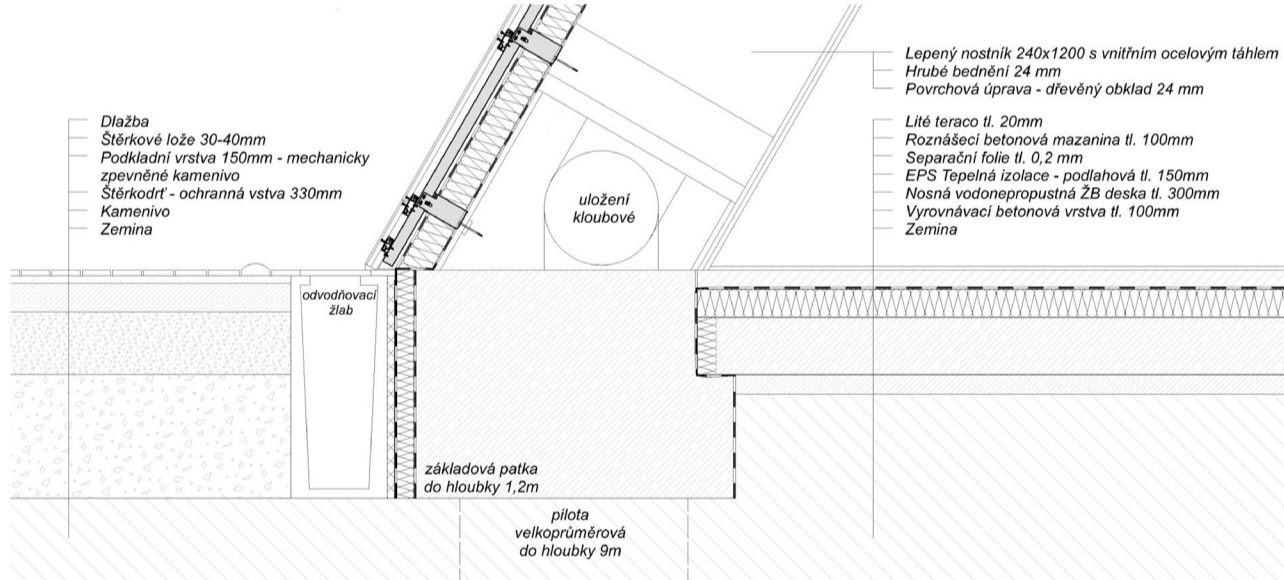 Lepený nostník 240x1200 s vnitřním ocelovým táhlem
Hrubé bednění 24 mm
Povrchová úprava - dřevěný obklad 24 mm
Dlažba
Štěrkové lože 30-40mm
Podkladní vrstva 150mm - mechanicky
zpevněné kamenivo
Štěrkodrť - ochranná vstva 330mm
Kamenivo
Zemina
Lité teraco tl. 20mm
Roznášecí betonová mazanina tl. 100mm
Separační folie tl. 0,2 mm
EPS Tepelná izolace - podlahová tl. 150mm
Nosná vodonepropustná ŽB deska tl. 300mm
Vyrovnávací betonová vrstva tl. 100mm
Zemina
uložení
kloubové
odvodňovací
žlab
základová patka
do hloubky 1,2m
pilota
velkoprůměrová
do hloubky 9m